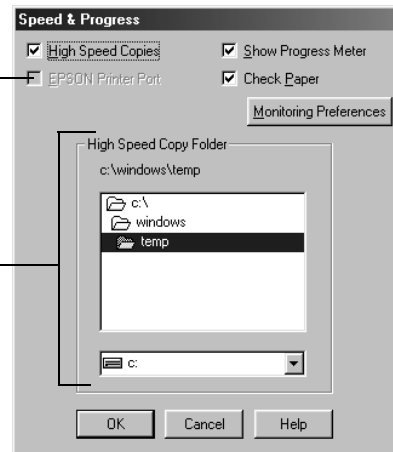 Speed & Progress
High Speed Copies
Show Progress Meter
EPSON Printer Port
Check Paper
Monitoring Preferences
High Speed Copy Folder
c:\windows\temp
c:\
windows
temp
c:
OK Cancel Help